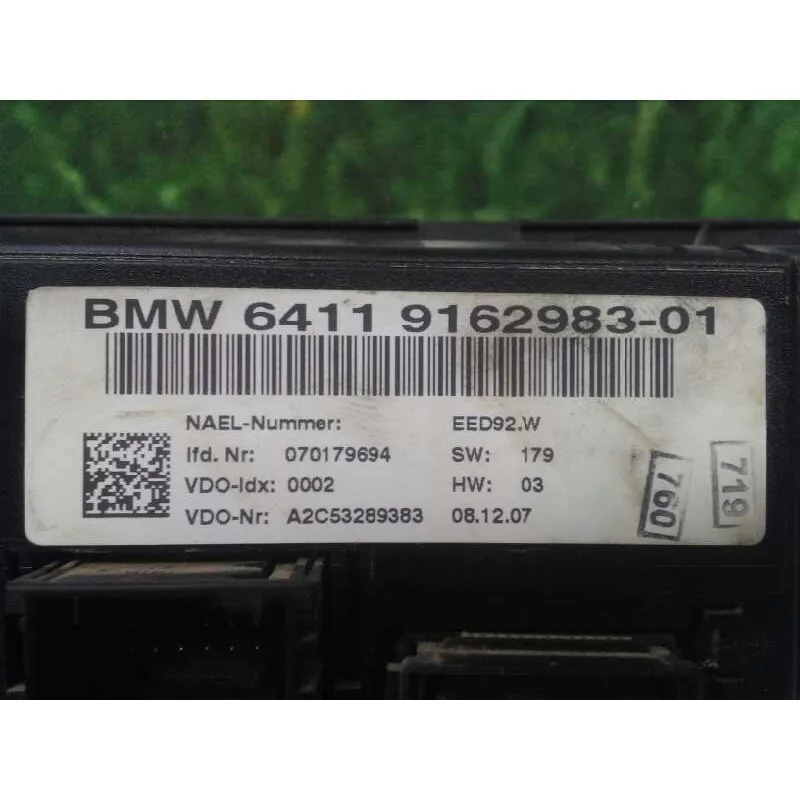 BMW 6411 9162983-01
NAEL-Nummer: EED92.W
lfd. Nr: 070179694 SW: 179
VDO-Idx: 0002 HW: 03
VDO-Nr: A2C53289383 08.12.07
760
719